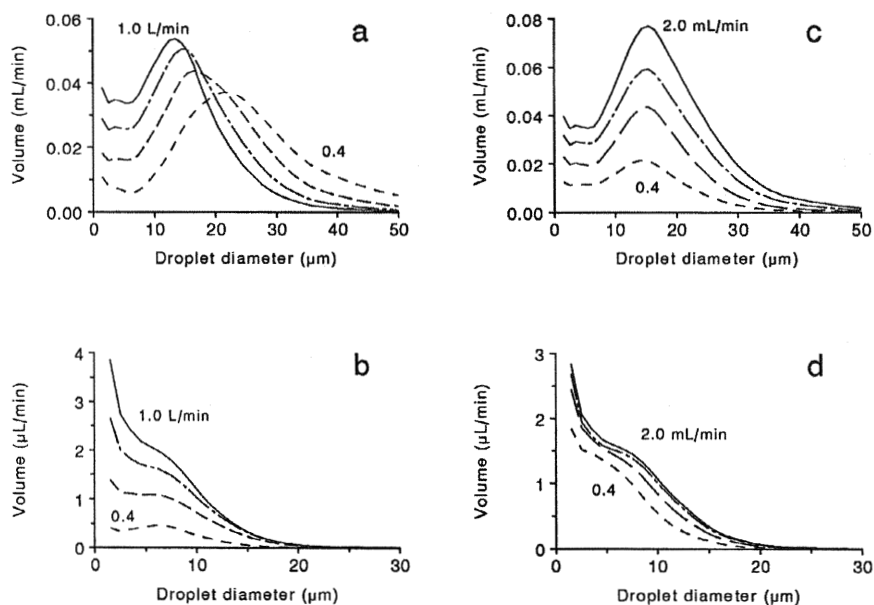 a
1.0 L/min
0.4
0.06
0.04
0.02
0.00
Volume (mL/min)
0 10 20 30 40 50
Droplet diameter (µm)
c
2.0 mL/min
0.4
0.08
0.06
0.04
0.02
0.00
Volume (mL/min)
0 10 20 30 40 50
Droplet diameter (µm)
b
1.0 L/min
0.4
4
3
2
1
0
Volume (µL/min)
0 10 20 30
Droplet diameter (µm)
d
2.0 mL/min
0.4
3
2
1
0
Volume (µL/min)
0 10 20 30
Droplet diameter (µm)